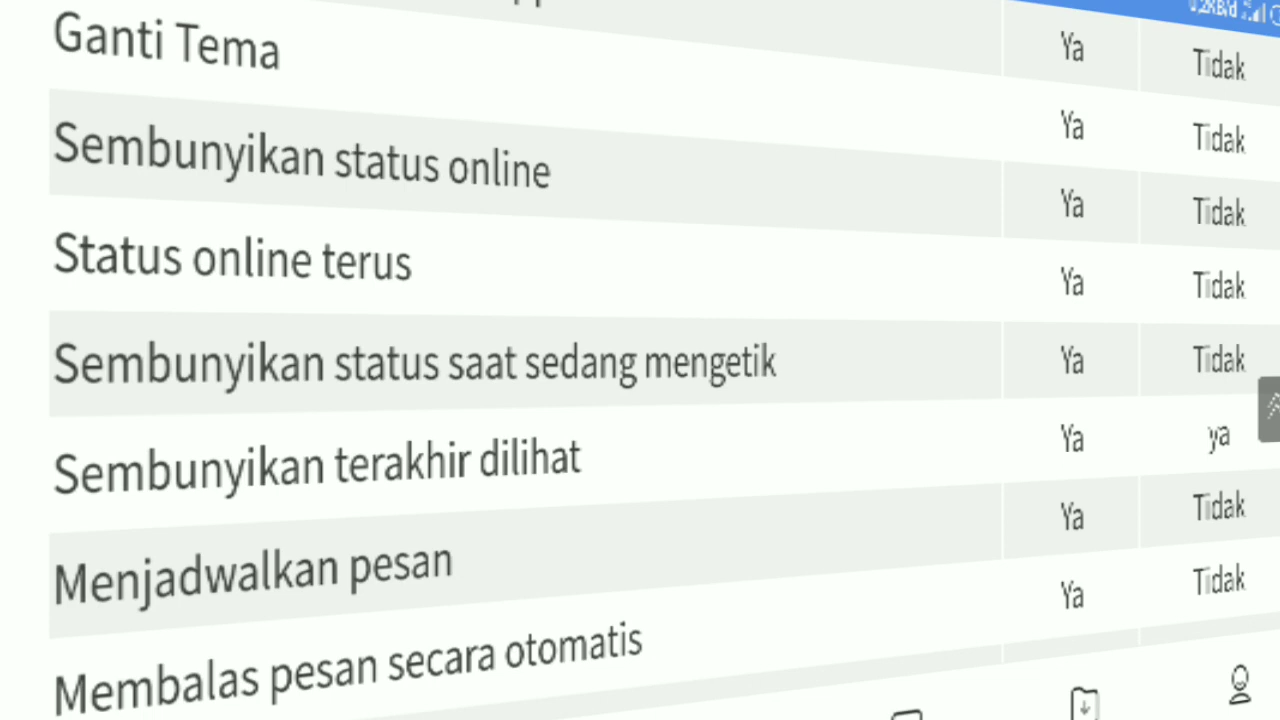 Ya Tidak
Ganti Tema Ya Tidak
Sembunyikan status online Ya Tidak
Status online terus Ya Tidak
Sembunyikan status saat sedang mengetik Ya Tidak
Sembunyikan terakhir dilihat Ya ya
Menjadwalkan pesan Ya Tidak
Membalas pesan secara otomatis Ya Tidak